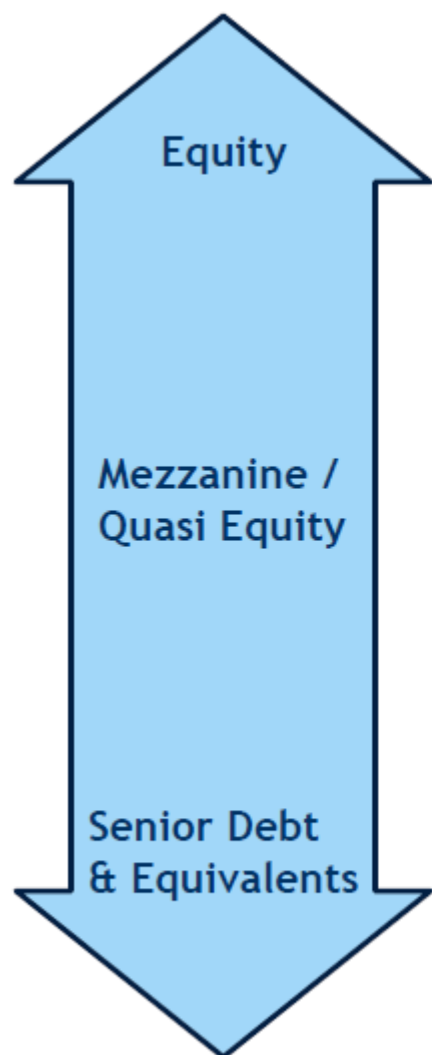 Equity
Mezzanine /
Quasi Equity
Senior Debt
& Equivalents